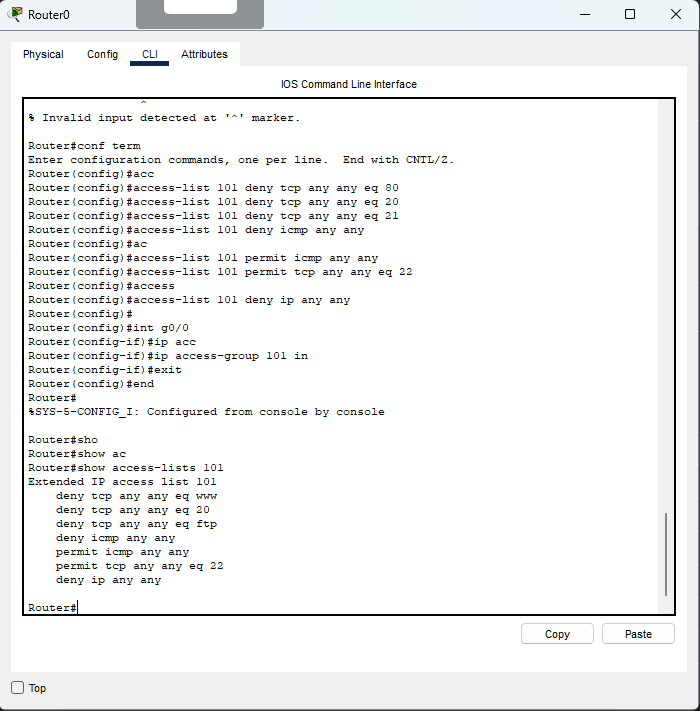 Router0
Physical Config CLI Attributes
IOS Command Line Interface
^
% Invalid input detected at '^' marker.
Router#conf term
Enter configuration commands, one per line.  End with CNTL/Z.
Router(config)#acc
Router(config)#access-list 101 deny tcp any any eq 80
Router(config)#access-list 101 deny tcp any any eq 20
Router(config)#access-list 101 deny tcp any any eq 21
Router(config)#access-list 101 deny icmp any any
Router(config)#ac
Router(config)#access-list 101 permit icmp any any
Router(config)#access-list 101 permit tcp any any eq 22
Router(config)#access
Router(config)#access-list 101 deny ip any any
Router(config)#
Router(config)#int g0/0
Router(config-if)#ip acc
Router(config-if)#ip access-group 101 in
Router(config-if)#exit
Router(config)#end
Router#
%SYS-5-CONFIG_I: Configured from console by console
Router#sho
Router#show ac
Router#show access-lists 101
Extended IP access list 101
deny tcp any any eq www
deny tcp any any eq 20
deny tcp any any eq ftp
deny icmp any any
permit icmp any any
permit tcp any any eq 22
deny ip any any
Router#
Copy Paste
Top